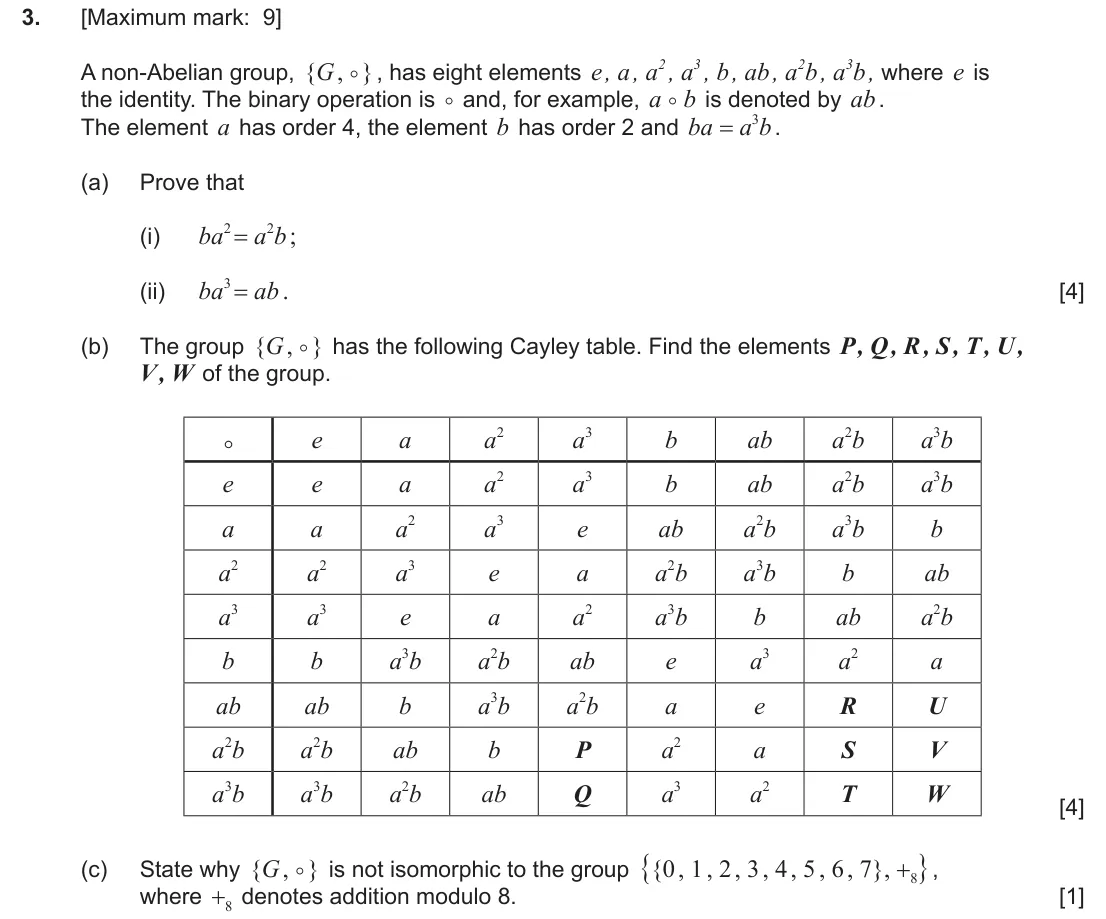 3. [Maximum mark: 9]
A non-Abelian group, {G, ∘}, has eight elements e, a, a², a³, b, ab, a²b, a³b, where e is
the identity. The binary operation is ∘ and, for example, a ∘ b is denoted by ab.
The element a has order 4, the element b has order 2 and ba = a³b.
(a) Prove that
(i) ba² = a²b;
(ii) ba³ = ab. [4]
(b) The group {G, ∘} has the following Cayley table. Find the elements P, Q, R, S, T, U,
V, W of the group.
∘ e a a² a³ b ab a²b a³b
e e a a² a³ b ab a²b a³b
a a a² a³ e ab a²b a³b b
a² a² a³ e a a²b a³b b ab
a³ a³ e a a² a³b b ab a²b
b b a³b a²b ab e a³ a² a
ab ab b a³b a²b a e R U
a²b a²b ab b P a² a S V
a³b a³b a²b ab Q a³ a² T W
[4]
(c) State why {G, ∘} is not isomorphic to the group {{0, 1, 2, 3, 4, 5, 6, 7}, +₈},
where +₈ denotes addition modulo 8. [1]